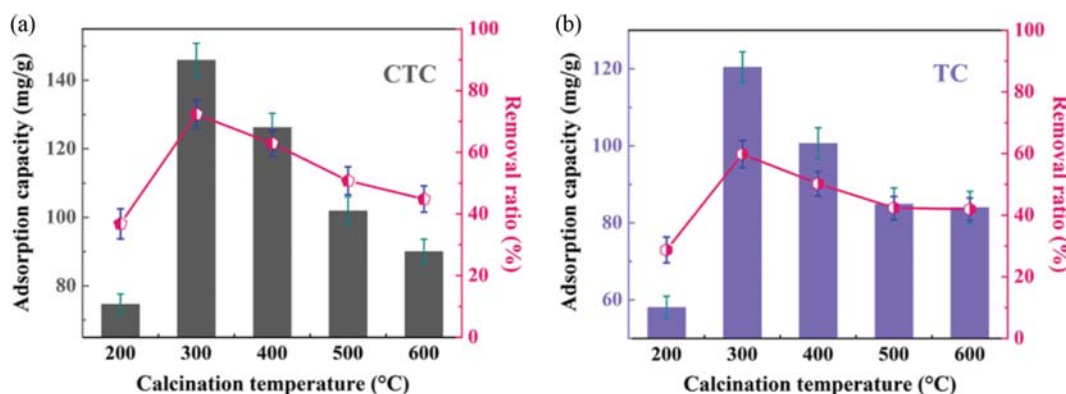 (a)
CTC
Adsorption capacity (mg/g)
140
120
100
80
100
80
60
40
20
0
Removal ratio (%)
200 300 400 500 600
Calcination temperature (°C)
(b)
TC
Adsorption capacity (mg/g)
120
100
80
60
100
80
60
40
20
0
Removal ratio (%)
200 300 400 500 600
Calcination temperature (°C)